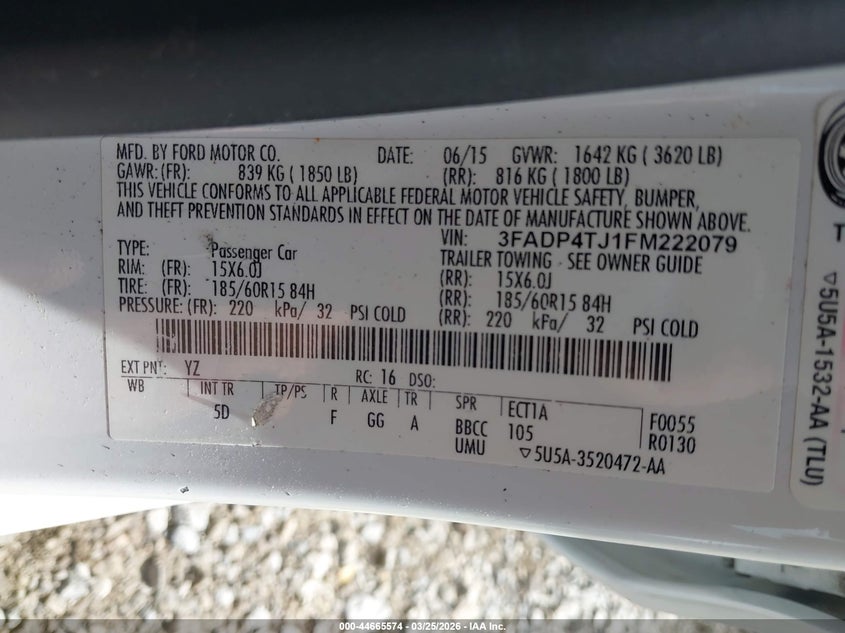 MFD. BY FORD MOTOR CO. DATE: 06/15 GVWR: 1642 KG ( 3620 LB)
GAWR: (FR): 839 KG ( 1850 LB) (RR): 816 KG ( 1800 LB)
THIS VEHICLE CONFORMS TO ALL APPLICABLE FEDERAL MOTOR VEHICLE SAFETY, BUMPER,
AND THEFT PREVENTION STANDARDS IN EFFECT ON THE DATE OF MANUFACTURE SHOWN ABOVE.
VIN: 3FADP4TJ1FM222079
TYPE: Passenger Car TRAILER TOWING - SEE OWNER GUIDE
RIM: (FR): 15X6.0J (RR): 15X6.0J
TIRE: (FR): 185/60R15 84H (RR): 185/60R15 84H
PRESSURE: (FR): 220 kPa/ 32 PSI COLD (RR): 220 kPa/ 32 PSI COLD
EXT PNT: YZ RC: 16 DSO:
WB INT TR TP/PS R AXLE TR SPR ECT1A
5D F GG A BBCC 105 F0055
UMU R0130
▽5U5A-3520472-AA
T
▽5U5A-1532-AA (TLU)
000-44665574 — 03/25/2026 — IAA Inc.